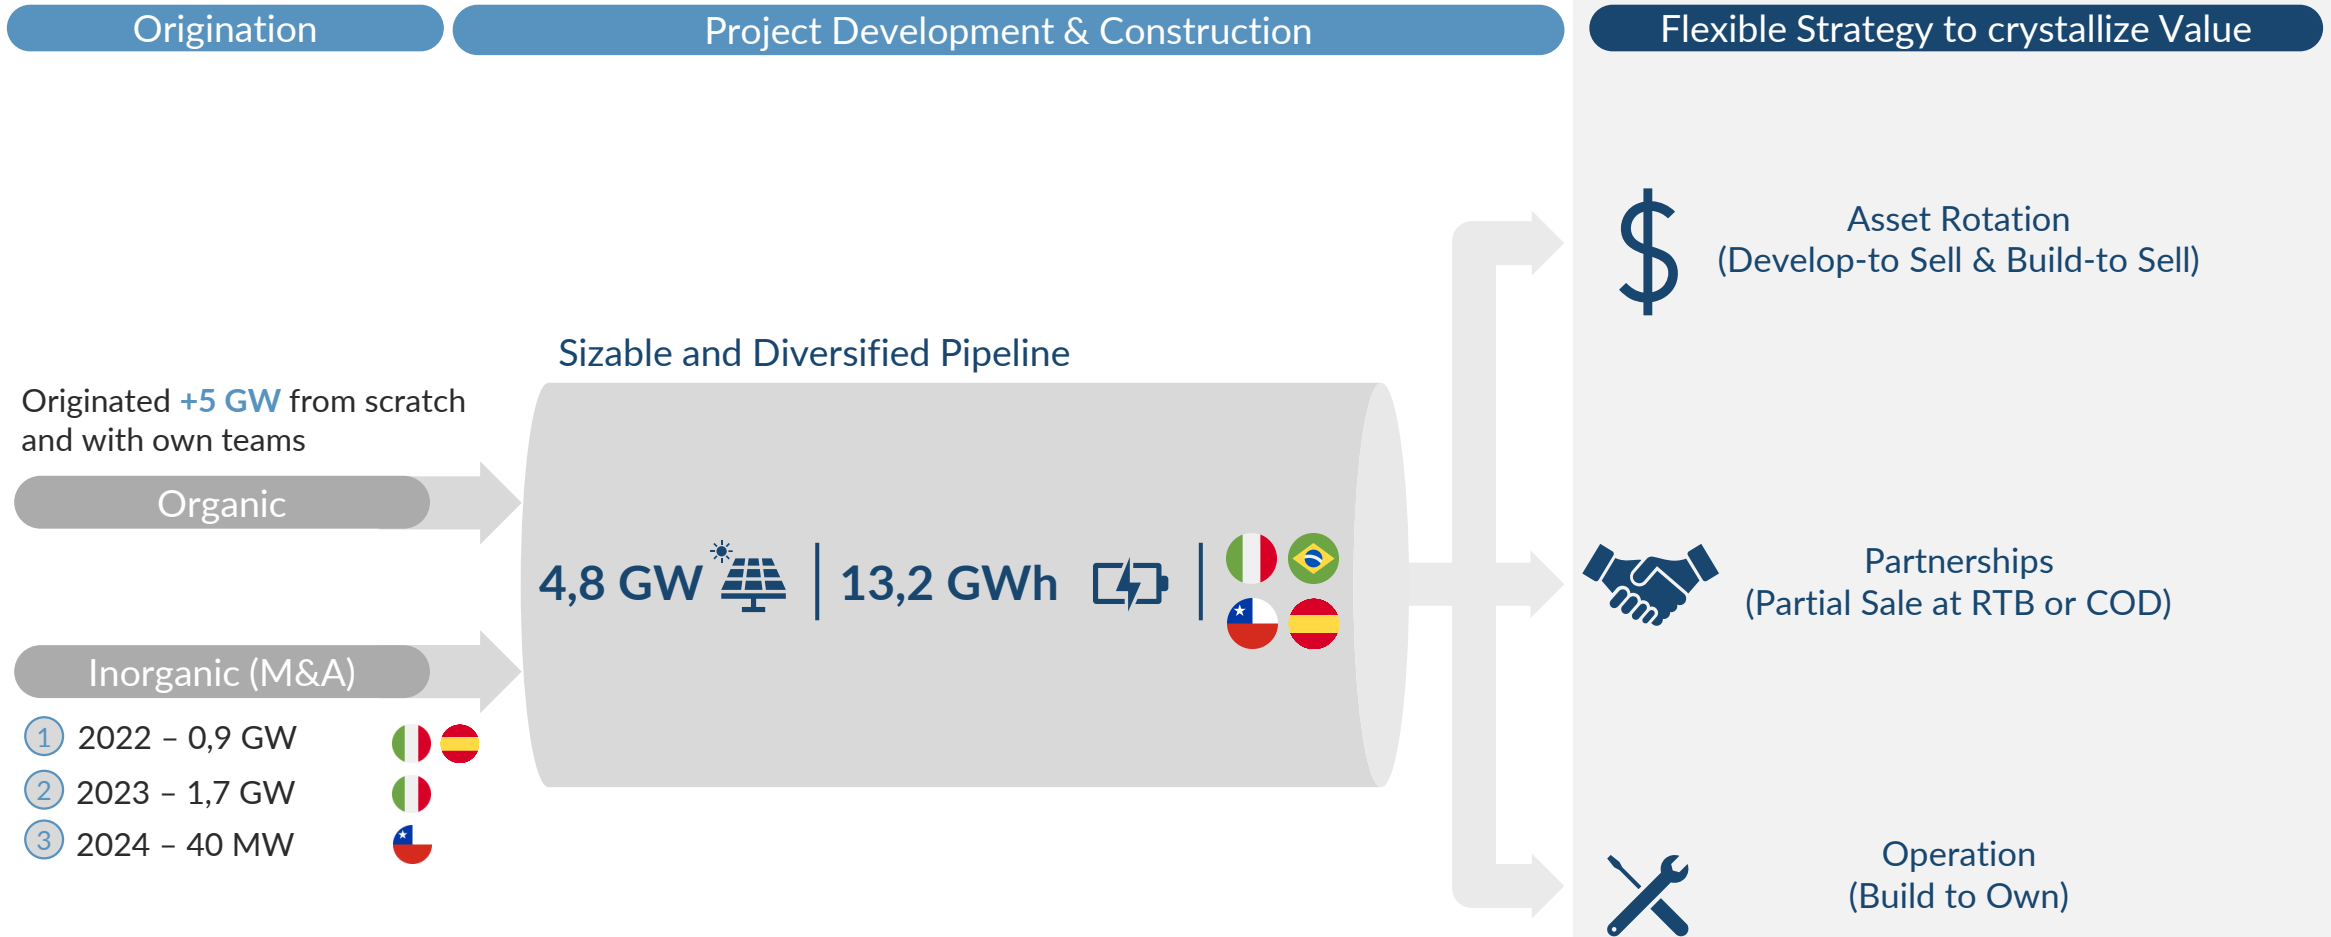 Origination
Project Development & Construction
Flexible Strategy to crystallize Value
Originated +5 GW from scratch
and with own teams
Organic
Inorganic (M&A)
1 2022 – 0,9 GW
2 2023 – 1,7 GW
3 2024 – 40 MW
Sizable and Diversified Pipeline
4,8 GW
13,2 GWh
$
Asset Rotation
(Develop-to Sell & Build-to Sell)
Partnerships
(Partial Sale at RTB or COD)
Operation
(Build to Own)